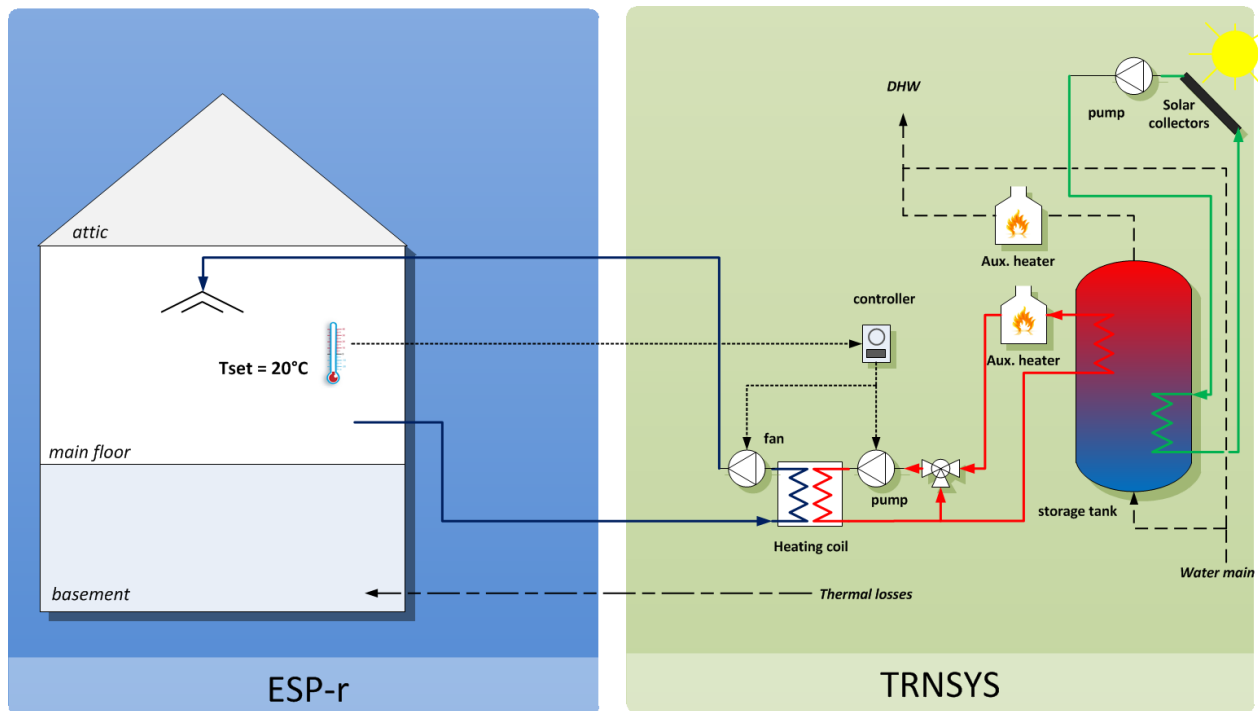 attic
Tset = 20°C
main floor
basement
ESP-r
DHW
pump
Solar
collectors
Aux. heater
controller
Aux. heater
fan
pump
Heating coil
storage tank
Water main
Thermal losses
TRNSYS